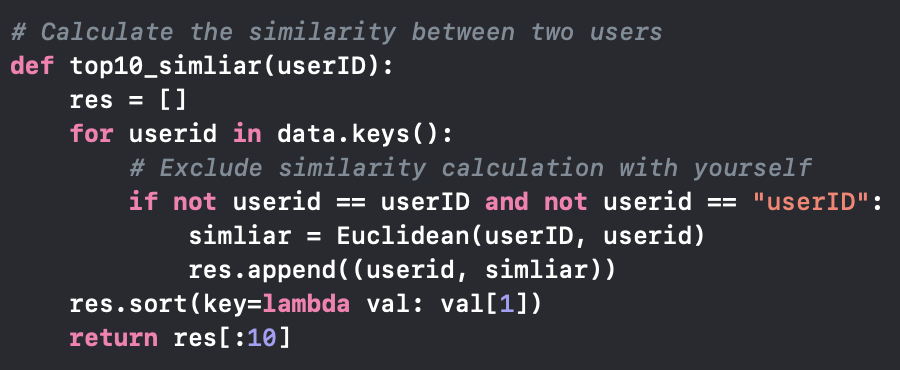 # Calculate the similarity between two users
def top10_simliar(userID):
    res = []
    for userid in data.keys():
        # Exclude similarity calculation with yourself
        if not userid == userID and not userid == "userID":
            simliar = Euclidean(userID, userid)
            res.append((userid, simliar))
    res.sort(key=lambda val: val[1])
    return res[:10]